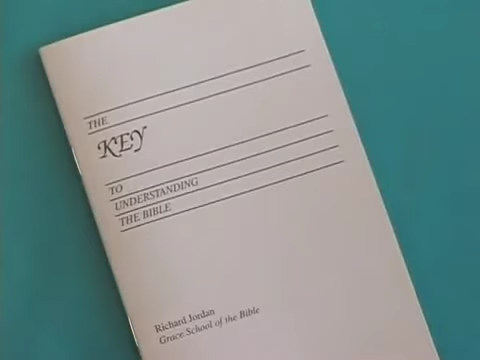 THE
KEY
TO
UNDERSTANDING
THE BIBLE
Richard Jordan
Grace School of the Bible